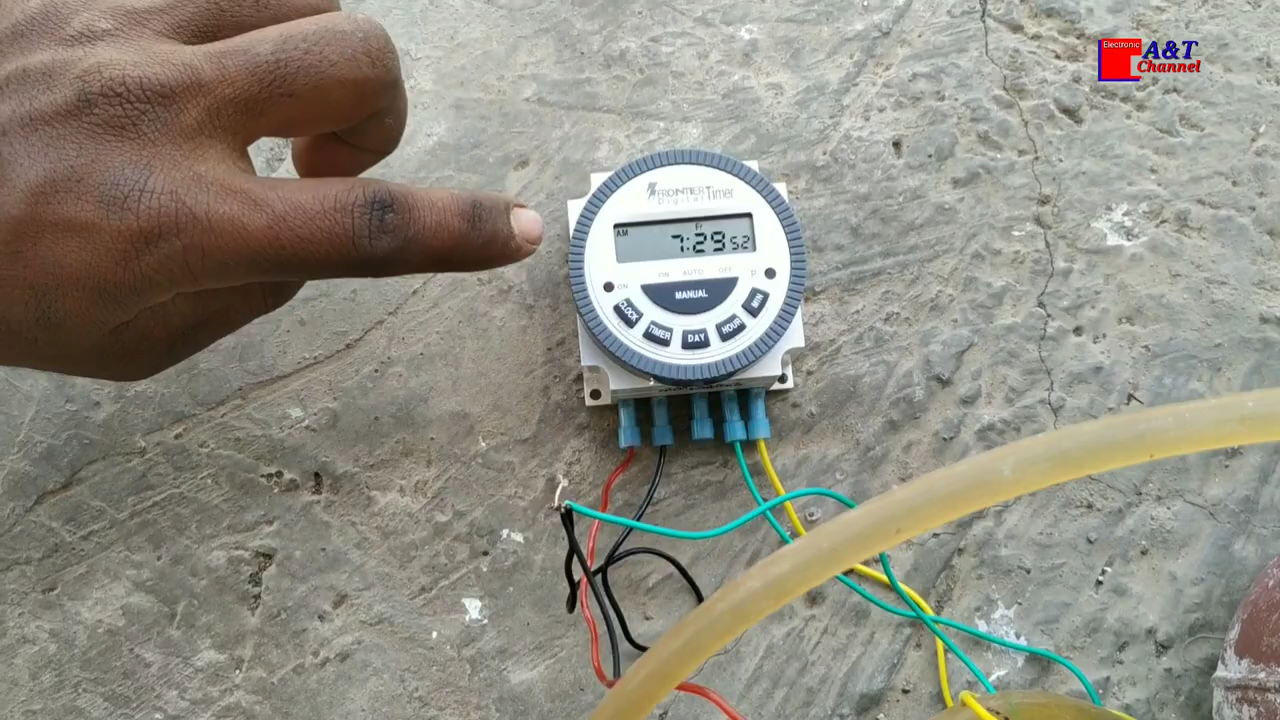 Electronic A&T
Channel
FRONTIER
Digital Timer
AM Fr
7:29 52
ON AUTO OFF
ON P
MANUAL
CLOCK TIMER DAY HOUR MIN